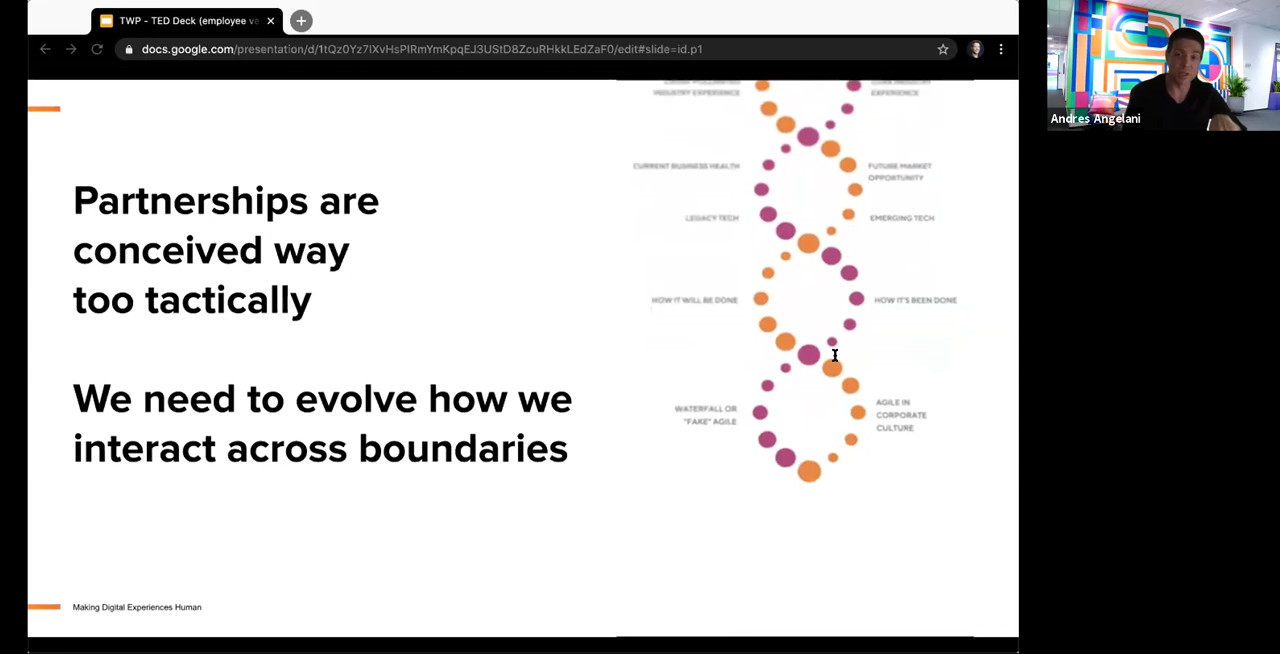 TWP - TED Deck (employee ve
docs.google.com/presentation/d/1tQz0Yz7lXvHsPIRmYmKpqEJ3UStD8ZcuRHkkLEdZaF0/edit#slide=id.p1
Andres Angelani
Partnerships are
conceived way
too tactically
We need to evolve how we
interact across boundaries
INDUSTRY EXPERIENCE
EXPERIENCE
CURRENT BUSINESS HEALTH
FUTURE MARKET
OPPORTUNITY
LEGACY TECH
EMERGING TECH
HOW IT WILL BE DONE
HOW IT'S BEEN DONE
WATERFALL OR
"FAKE" AGILE
AGILE IN
CORPORATE
CULTURE
Making Digital Experiences Human